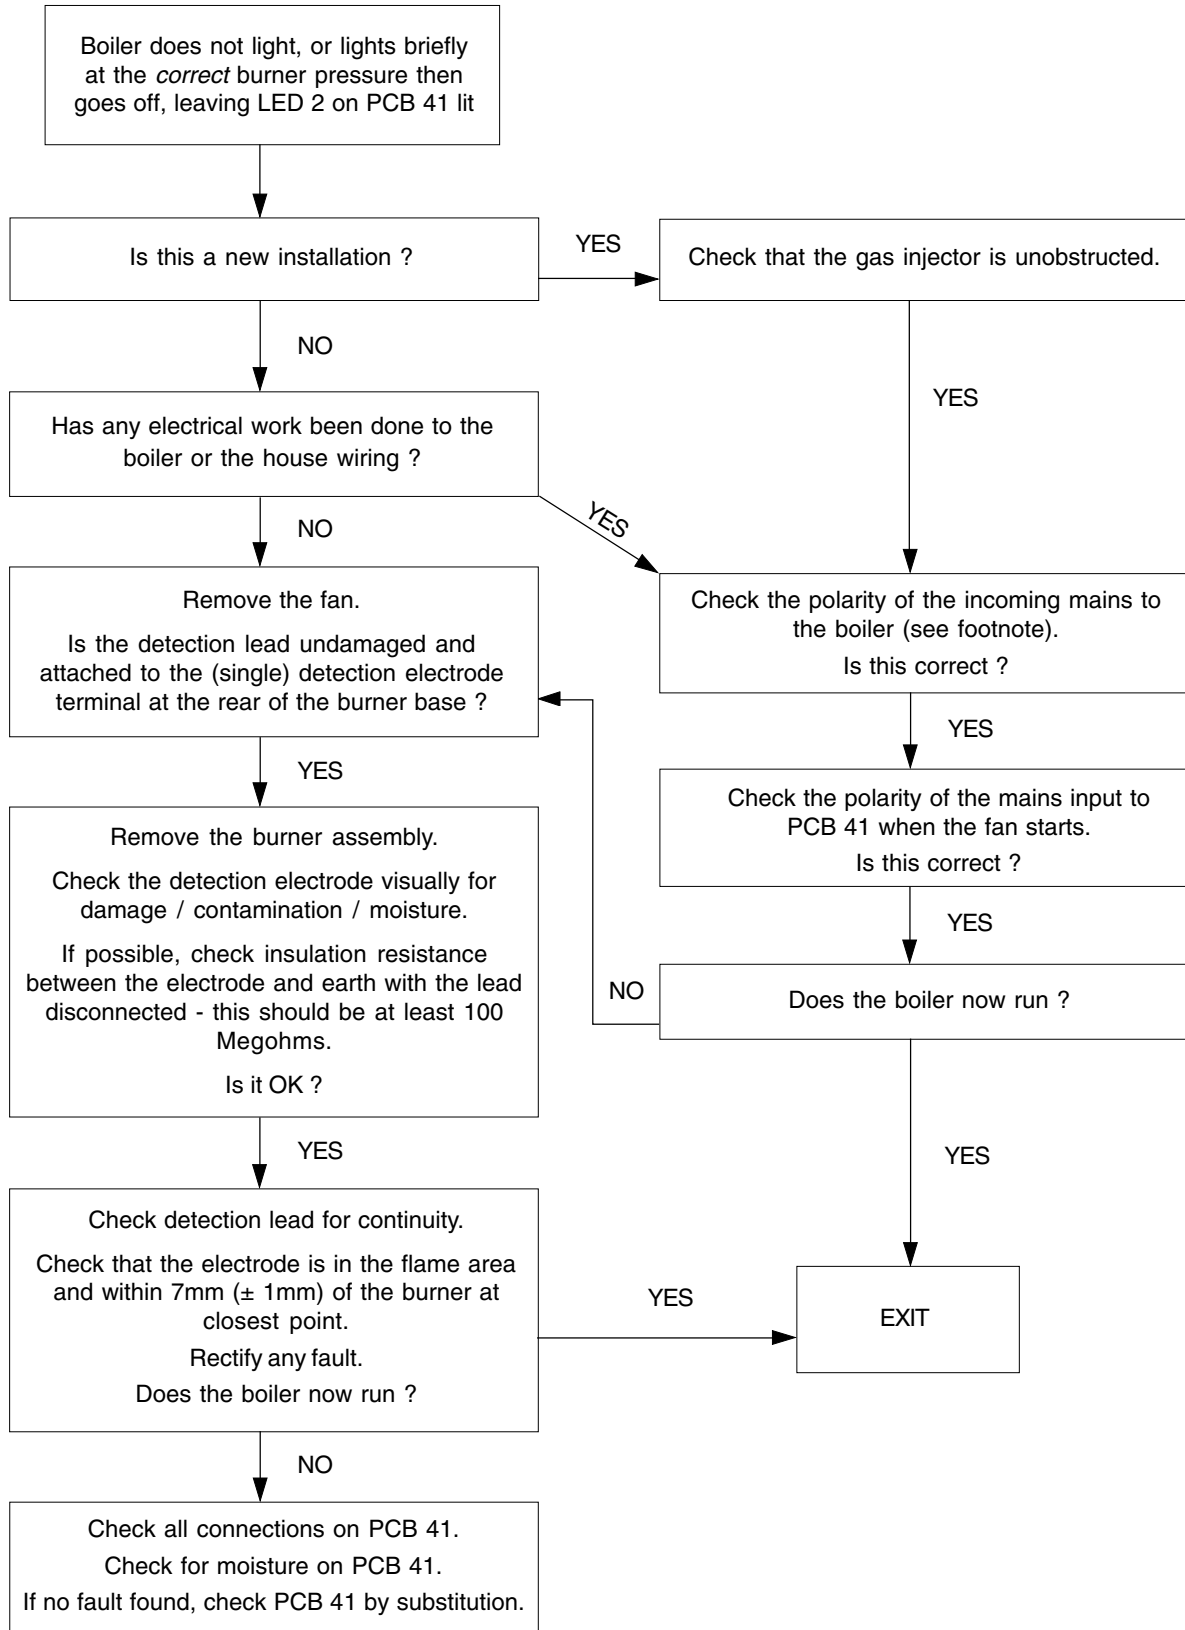 Boiler does not light, or lights briefly
at the correct burner pressure then
goes off, leaving LED 2 on PCB 41 lit
Is this a new installation ?
YES
Check that the gas injector is unobstructed.
NO
YES
Has any electrical work been done to the
boiler or the house wiring ?
YES
NO
Remove the fan.
Is the detection lead undamaged and
attached to the (single) detection electrode
terminal at the rear of the burner base ?
Check the polarity of the incoming mains to
the boiler (see footnote).
Is this correct ?
YES
YES
Check the polarity of the mains input to
PCB 41 when the fan starts.
Is this correct ?
Remove the burner assembly.
Check the detection electrode visually for
damage / contamination / moisture.
If possible, check insulation resistance
between the electrode and earth with the lead
disconnected - this should be at least 100
Megohms.
Is it OK ?
YES
NO
Does the boiler now run ?
YES
YES
Check detection lead for continuity.
Check that the electrode is in the flame area
and within 7mm (± 1mm) of the burner at
closest point.
Rectify any fault.
Does the boiler now run ?
YES
EXIT
NO
Check all connections on PCB 41.
Check for moisture on PCB 41.
If no fault found, check PCB 41 by substitution.